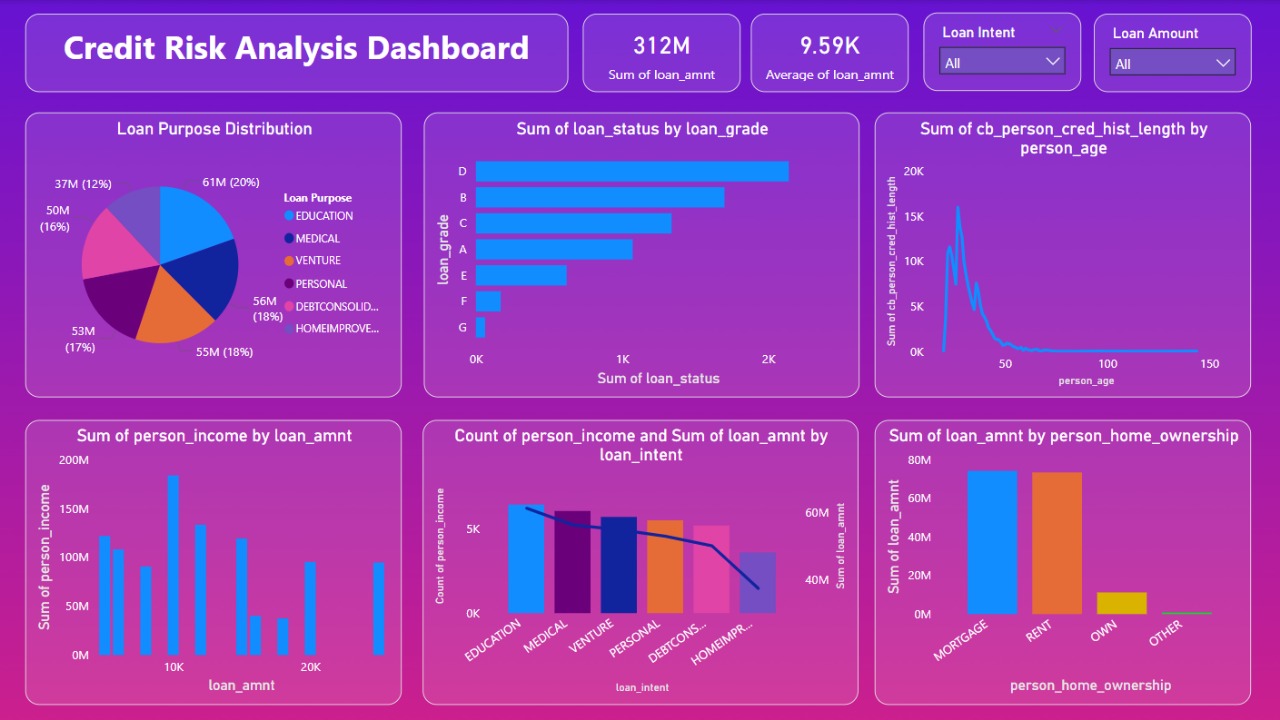 Credit Risk Analysis Dashboard
312M
Sum of loan_amnt
9.59K
Average of loan_amnt
Loan Intent
All
Loan Amount
All
Loan Purpose Distribution
37M (12%)
61M (20%)
50M
(16%)
56M
(18%)
53M
(17%)
55M (18%)
Loan Purpose
EDUCATION
MEDICAL
VENTURE
PERSONAL
DEBTCONSOLID...
HOMEIMPROVE...
Sum of loan_status by loan_grade
loan_grade
D
B
C
A
E
F
G
0K
1K
2K
Sum of loan_status
Sum of cb_person_cred_hist_length by
person_age
Sum of cb_person_cred_hist_length
20K
15K
10K
5K
0K
50
100
150
person_age
Sum of person_income by loan_amnt
Sum of person_income
200M
150M
100M
50M
0M
10K
20K
loan_amnt
Count of person_income and Sum of loan_amnt by
loan_intent
Count of person_income
5K
0K
60M
40M
Sum of loan_amnt
EDUCATION
MEDICAL
VENTURE
PERSONAL
DEBTCONS...
HOMEIMPR...
loan_intent
Sum of loan_amnt by person_home_ownership
Sum of loan_amnt
80M
60M
40M
20M
0M
MORTGAGE
RENT
OWN
OTHER
person_home_ownership